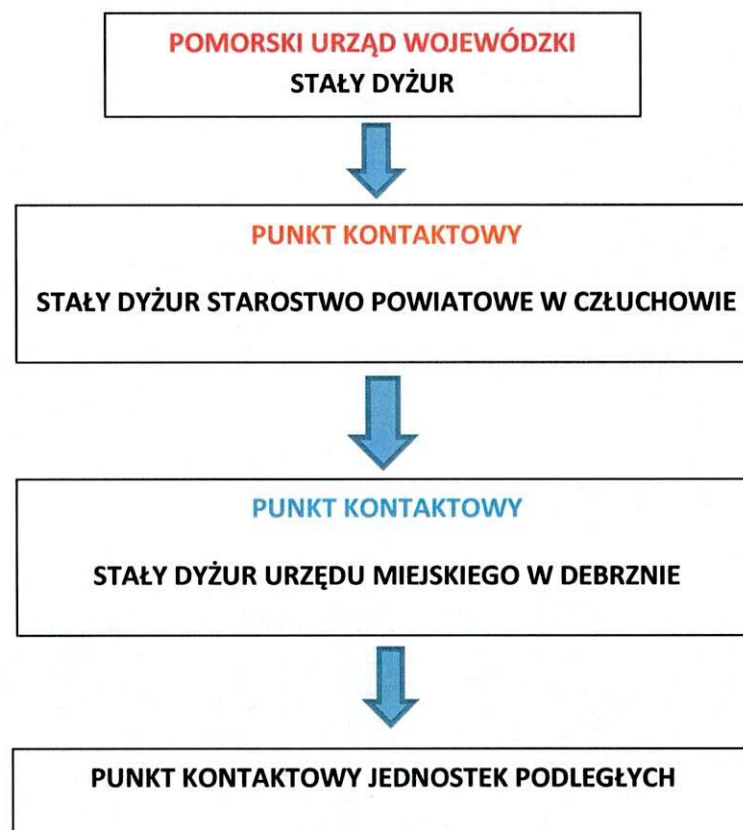 POMORSKI URZĄD WOJEWÓDZKI
STAŁY DYŻUR
PUNKT KONTAKTOWY
STAŁY DYŻUR STAROSTWO POWIATOWE W CZŁUCHOWIE
PUNKT KONTAKTOWY
STAŁY DYŻUR URZĘDU MIEJSKIEGO W DEBRZNIE
PUNKT KONTAKTOWY JEDNOSTEK PODLEGŁYCH